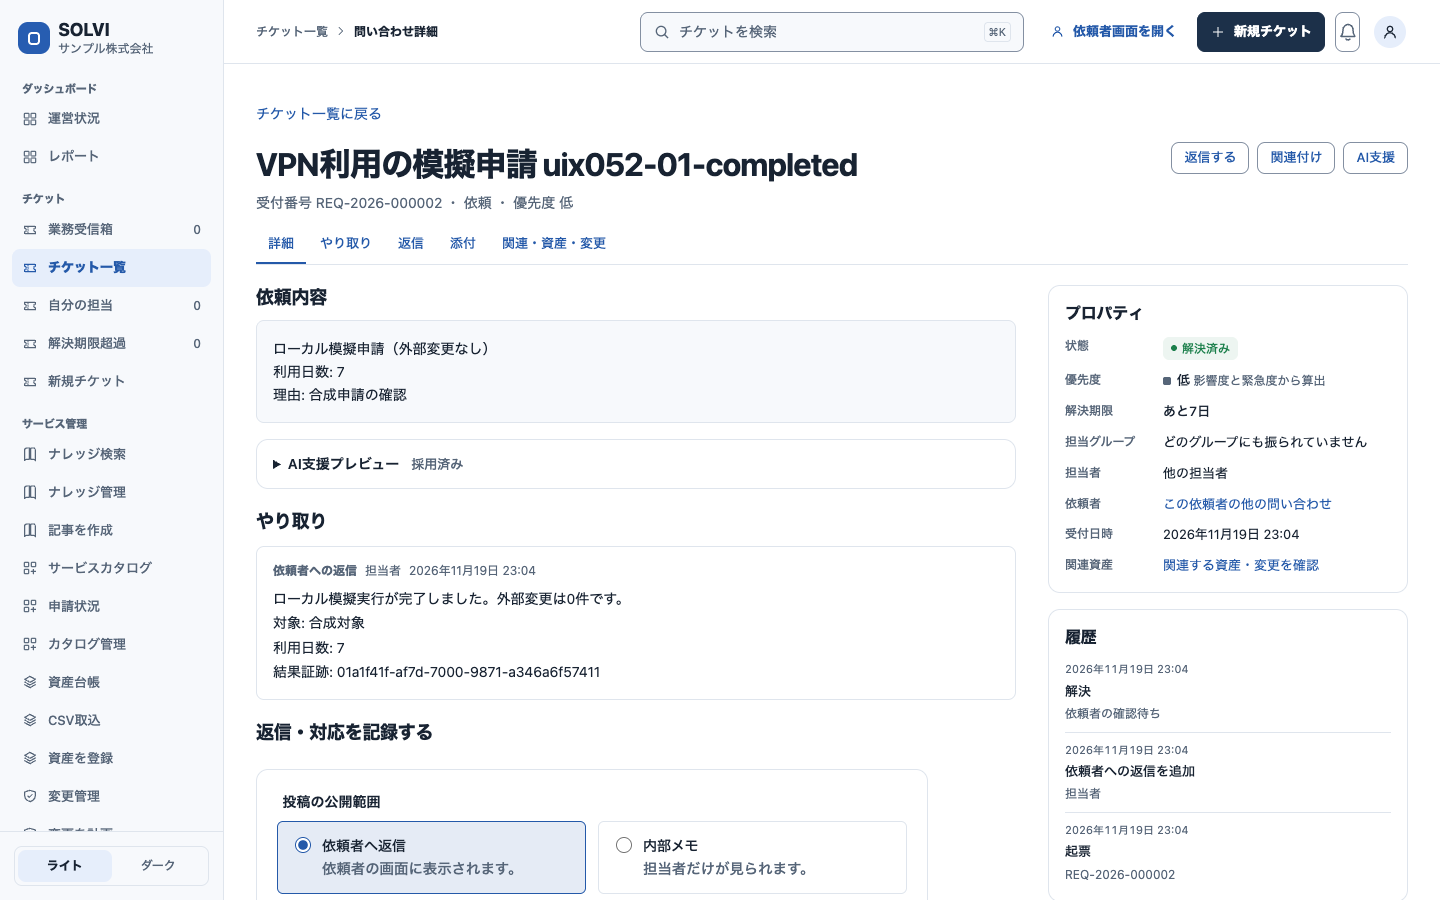 SOLVI
サンプル株式会社
ダッシュボード
運営状況
レポート
チケット
業務受信箱 0
チケット一覧
自分の担当 0
解決期限超過 0
新規チケット
サービス管理
ナレッジ検索
ナレッジ管理
記事を作成
サービスカタログ
申請状況
カタログ管理
資産台帳
CSV取込
資産を登録
変更管理
ライト ダーク
チケット一覧 > 問い合わせ詳細
チケットを検索 ⌘K
依頼者画面を開く
+ 新規チケット
チケット一覧に戻る
VPN利用の模擬申請 uix052-01-completed
受付番号 REQ-2026-000002 ・ 依頼 ・ 優先度 低
返信する 関連付け AI支援
詳細 やり取り 返信 添付 関連・資産・変更
依頼内容
ローカル模擬申請（外部変更なし）
利用日数: 7
理由: 合成申請の確認
▶ AI支援プレビュー 採用済み
やり取り
依頼者への返信 担当者 2026年11月19日 23:04
ローカル模擬実行が完了しました。外部変更は0件です。
対象: 合成対象
利用日数: 7
結果証跡: 01a1f41f-af7d-7000-9871-a346a6f57411
返信・対応を記録する
投稿の公開範囲
依頼者へ返信
依頼者の画面に表示されます。
内部メモ
担当者だけが見られます。
プロパティ
状態 解決済み
優先度 低 影響度と緊急度から算出
解決期限 あと7日
担当グループ どのグループにも振られていません
担当者 他の担当者
依頼者 この依頼者の他の問い合わせ
受付日時 2026年11月19日 23:04
関連資産 関連する資産・変更を確認
履歴
2026年11月19日 23:04
解決
依頼者の確認待ち
2026年11月19日 23:04
依頼者への返信を追加
担当者
2026年11月19日 23:04
起票
REQ-2026-000002